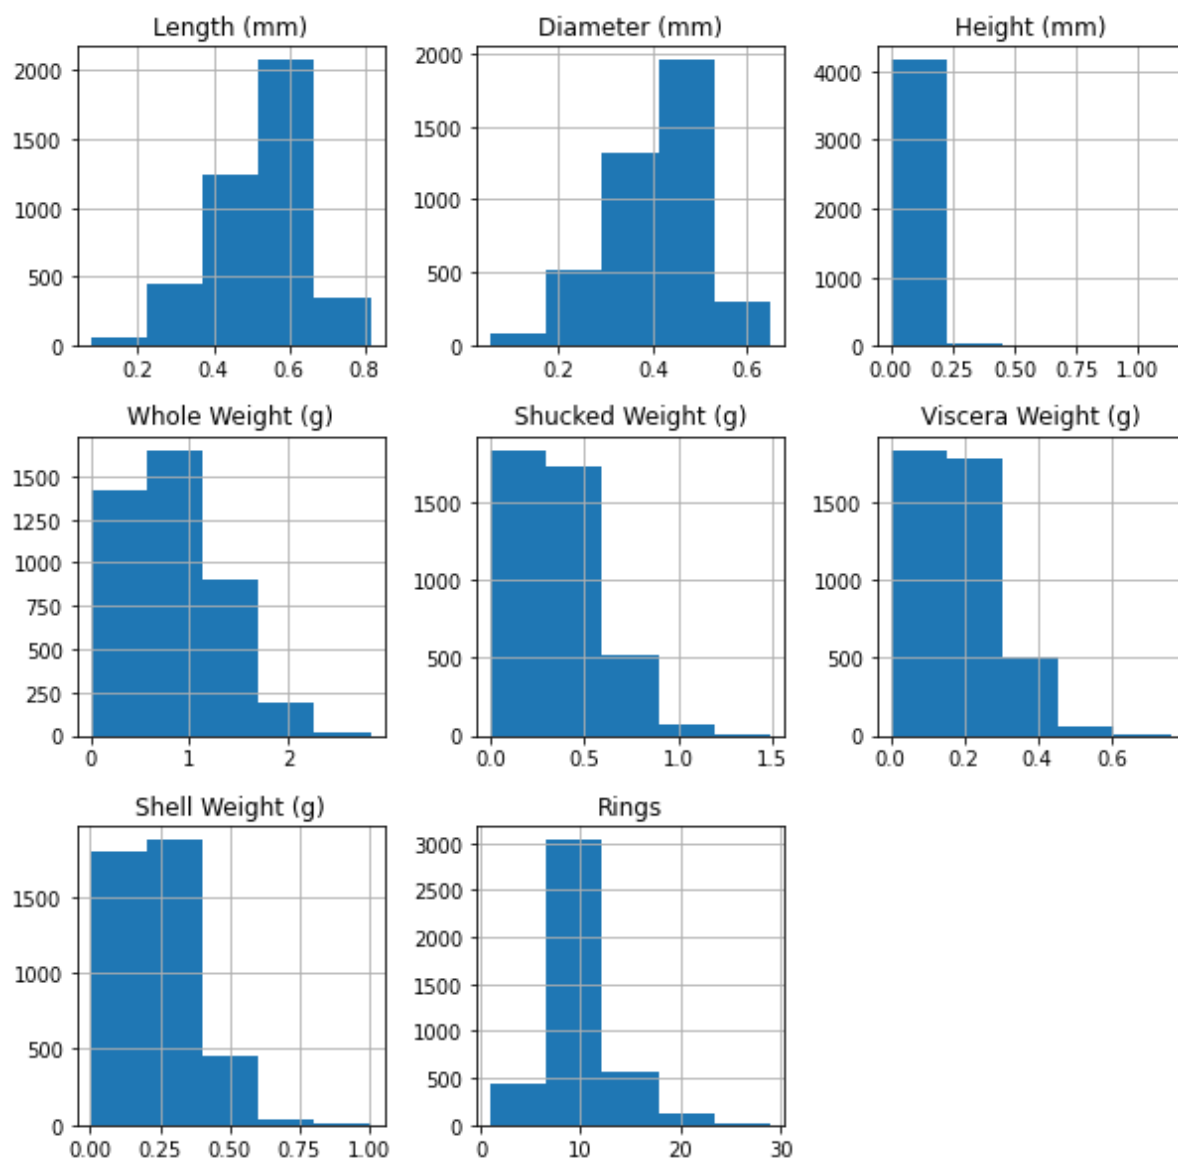 Length (mm)
Diameter (mm)
Height (mm)
2000
1500
1000
500
0
0.2 0.4 0.6 0.8
2000
1500
1000
500
0
0.2 0.4 0.6
4000
3000
2000
1000
0
0.00 0.25 0.50 0.75 1.00
Whole Weight (g)
Shucked Weight (g)
Viscera Weight (g)
1500
1250
1000
750
500
250
0
0 1 2
1500
1000
500
0
0.0 0.5 1.0 1.5
1500
1000
500
0
0.0 0.2 0.4 0.6
Shell Weight (g)
Rings
1500
1000
500
0
0.00 0.25 0.50 0.75 1.00
3000
2500
2000
1500
1000
500
0
0 10 20 30